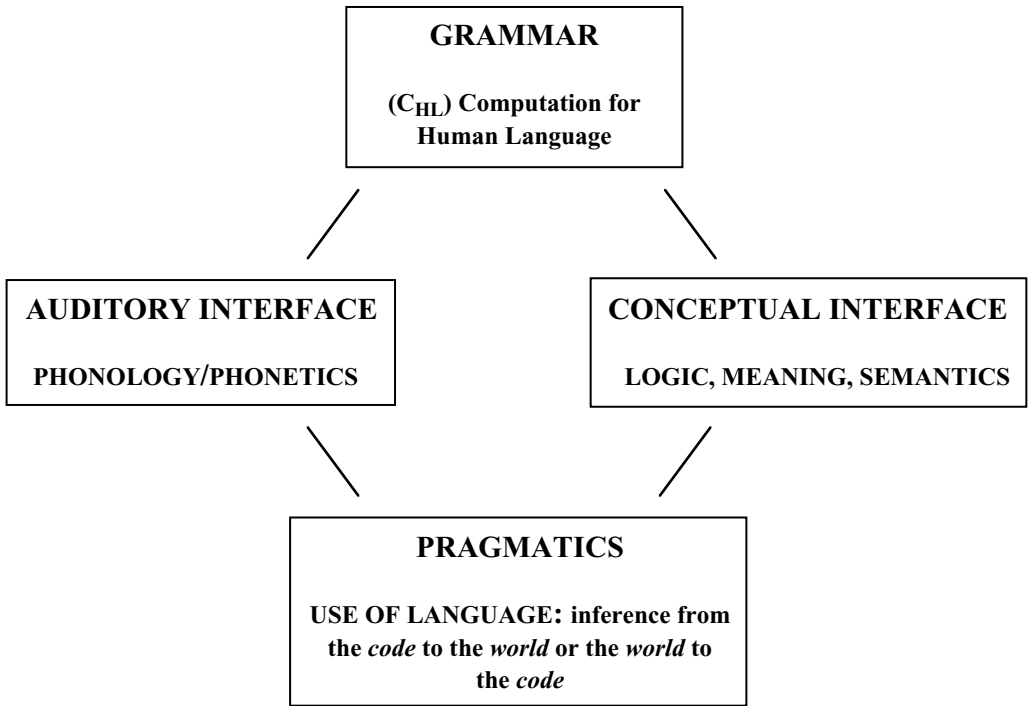 GRAMMAR
(C_HL) Computation for
Human Language
AUDITORY INTERFACE
PHONOLOGY/PHONETICS
CONCEPTUAL INTERFACE
LOGIC, MEANING, SEMANTICS
PRAGMATICS
USE OF LANGUAGE: inference from
the code to the world or the world to
the code